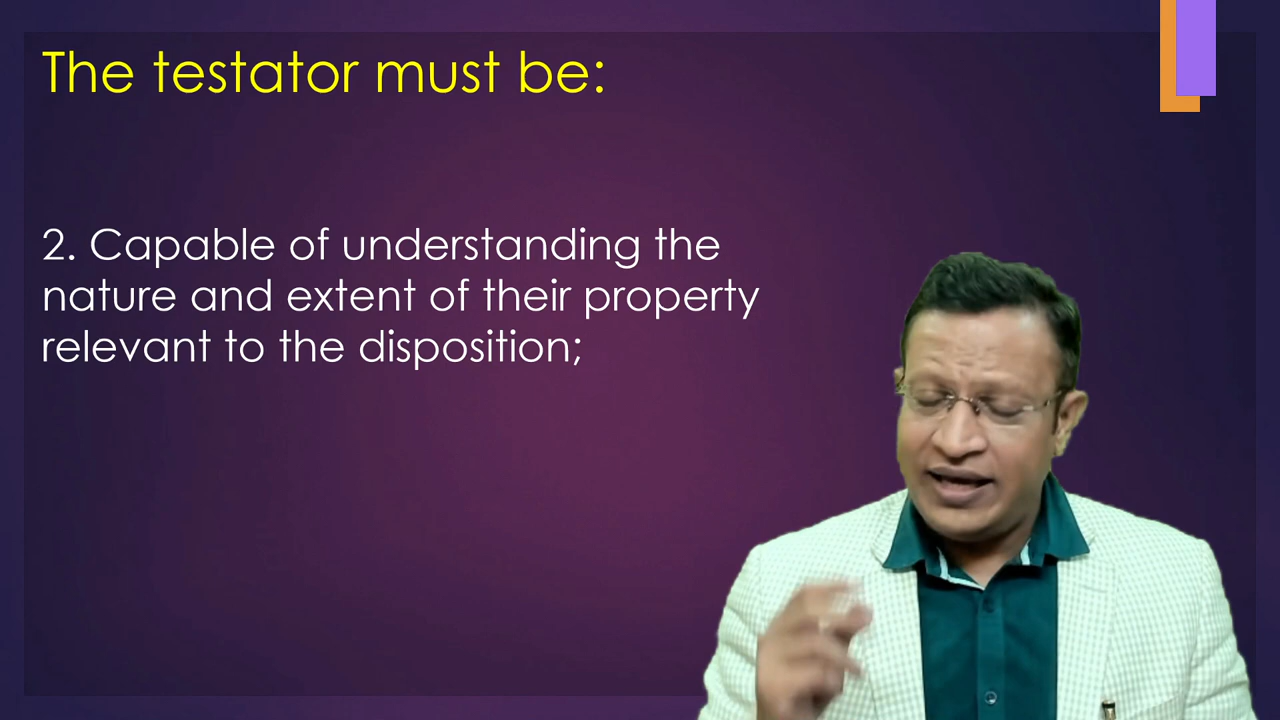 The testator must be:
2. Capable of understanding the
nature and extent of their property
relevant to the disposition;